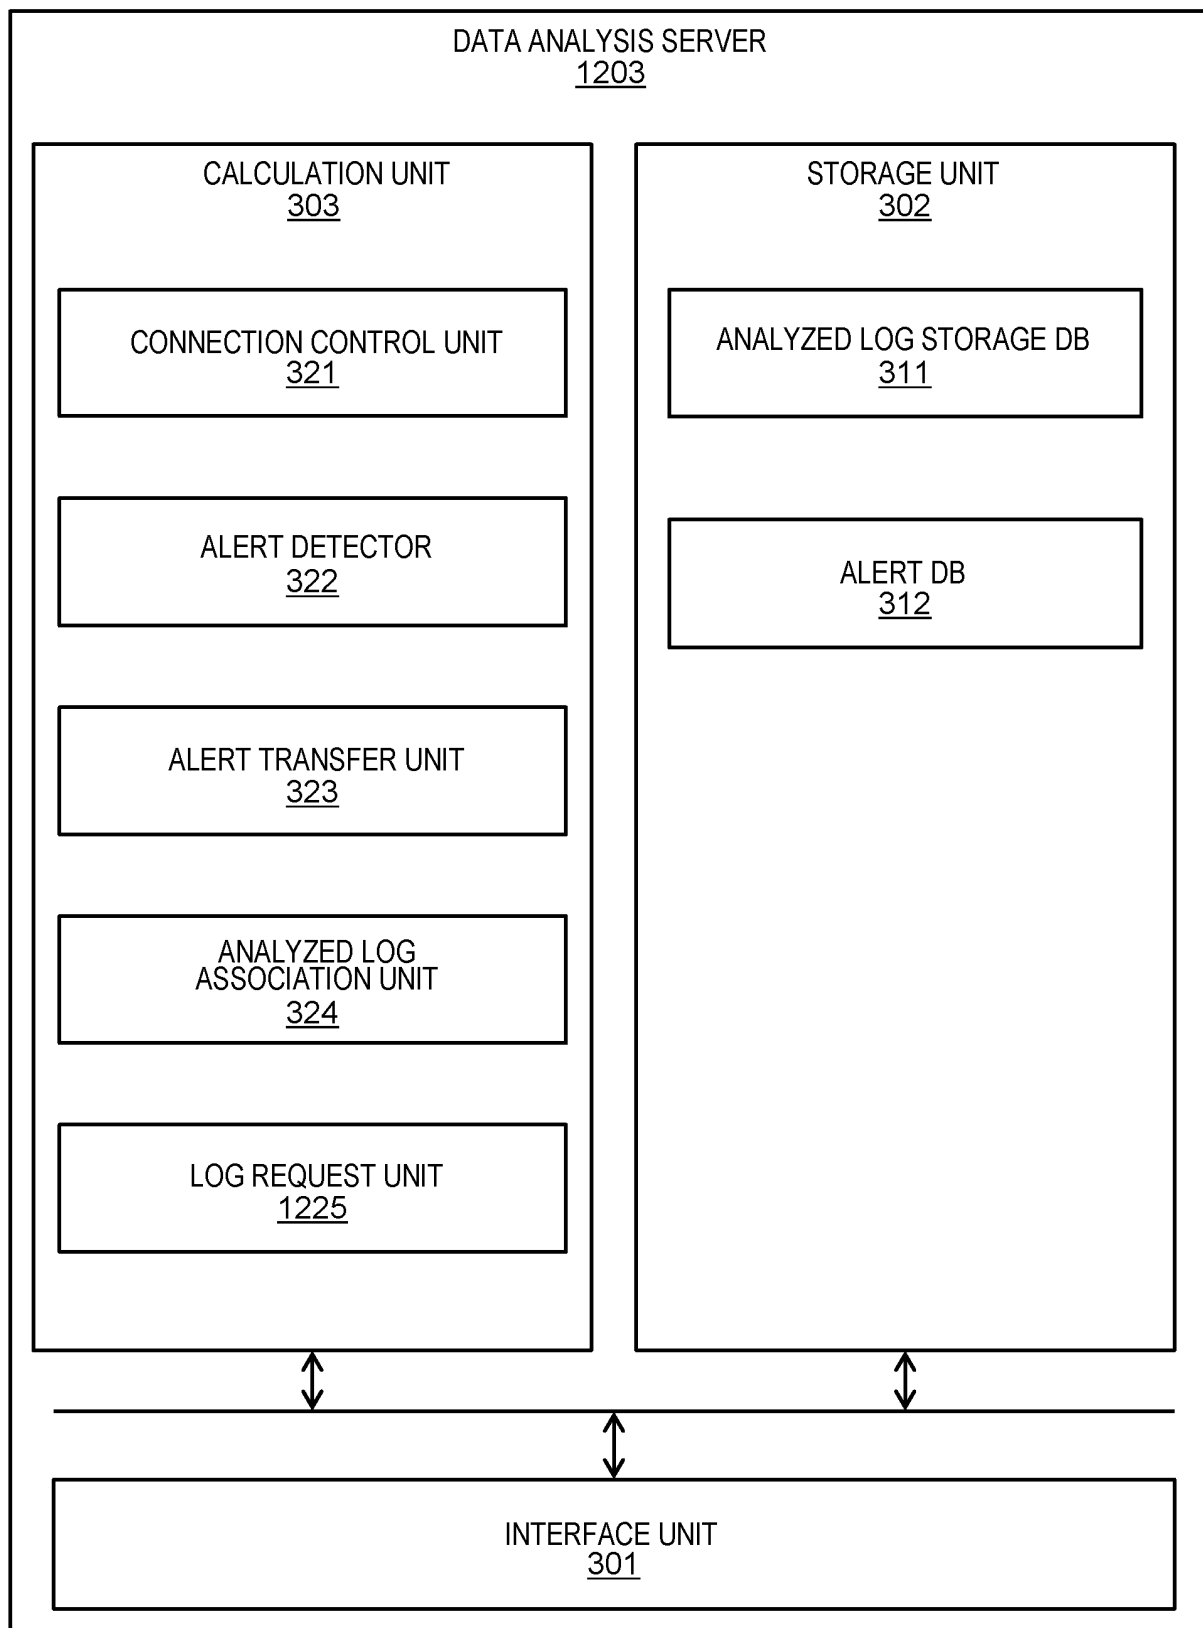 DATA ANALYSIS SERVER
1203
CALCULATION UNIT
303
CONNECTION CONTROL UNIT
321
ALERT DETECTOR
322
ALERT TRANSFER UNIT
323
ANALYZED LOG
ASSOCIATION UNIT
324
LOG REQUEST UNIT
1225
STORAGE UNIT
302
ANALYZED LOG STORAGE DB
311
ALERT DB
312
INTERFACE UNIT
301